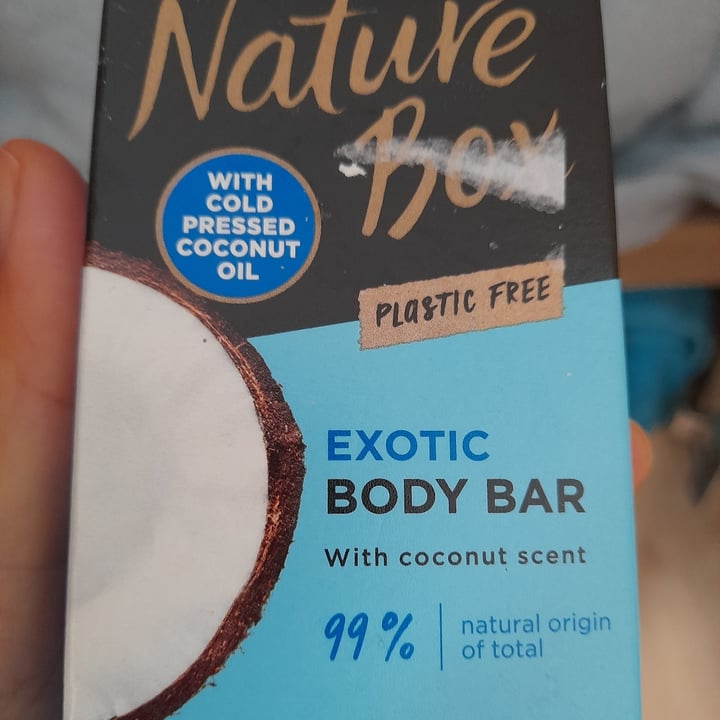 Nature
Box
WITH
COLD
PRESSED
COCONUT
OIL
PLASTIC FREE
EXOTIC
BODY BAR
With coconut scent
99%
natural origin
of total